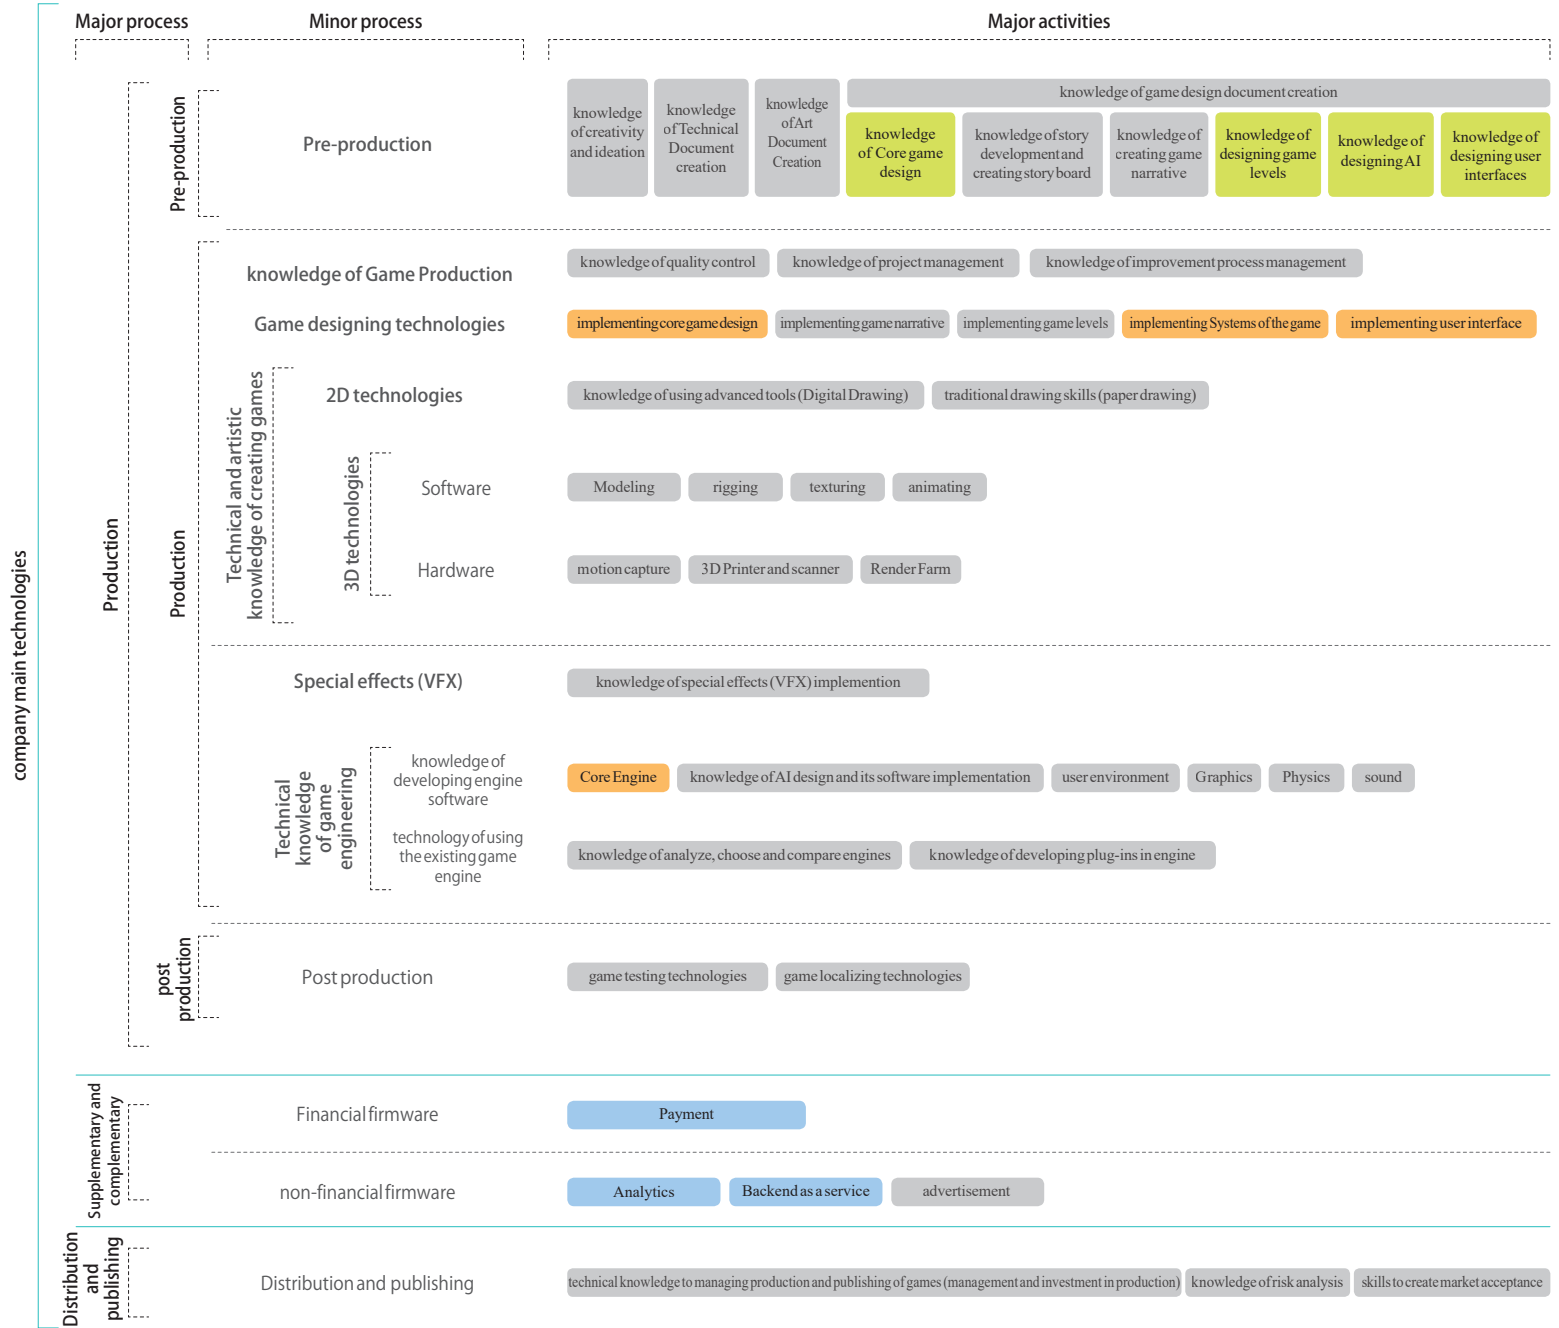 Major process
Minor process
Major activities
company main technologies
Production
Pre-production
Pre-production
knowledge
of creativity
and ideation
knowledge
of Technical
Document
creation
knowledge
of Art
Document
Creation
knowledge of game design document creation
knowledge
of Core game
design
knowledge of story
development and
creating story board
knowledge of
creating game
narrative
knowledge of
designing game
levels
knowledge of
designing AI
knowledge of
designing user
interfaces
Production
knowledge of Game Production
knowledge of quality control
knowledge of project management
knowledge of improvement process management
Game designing technologies
implementing core game design
implementing game narrative
implementing game levels
implementing Systems of the game
implementing user interface
Technical and artistic
knowledge of creating games
2D technologies
knowledge of using advanced tools (Digital Drawing)
traditional drawing skills (paper drawing)
3D technologies
Software
Modeling
rigging
texturing
animating
Hardware
motion capture
3D Printer and scanner
Render Farm
Special effects (VFX)
knowledge of special effects (VFX) implemention
Technical
knowledge
of game
engineering
knowledge of
developing engine
software
Core Engine
knowledge of AI design and its software implementation
user environment
Graphics
Physics
sound
technology of using
the existing game
engine
knowledge of analyze, choose and compare engines
knowledge of developing plug-ins in engine
post
production
Post production
game testing technologies
game localizing technologies
Supplementary and
complementary
Financial firmware
Payment
non-financial firmware
Analytics
Backend as a service
advertisement
Distribution
and
publishing
Distribution and publishing
technical knowledge to managing production and publishing of games (management and investment in production)
knowledge of risk analysis
skills to create market acceptance